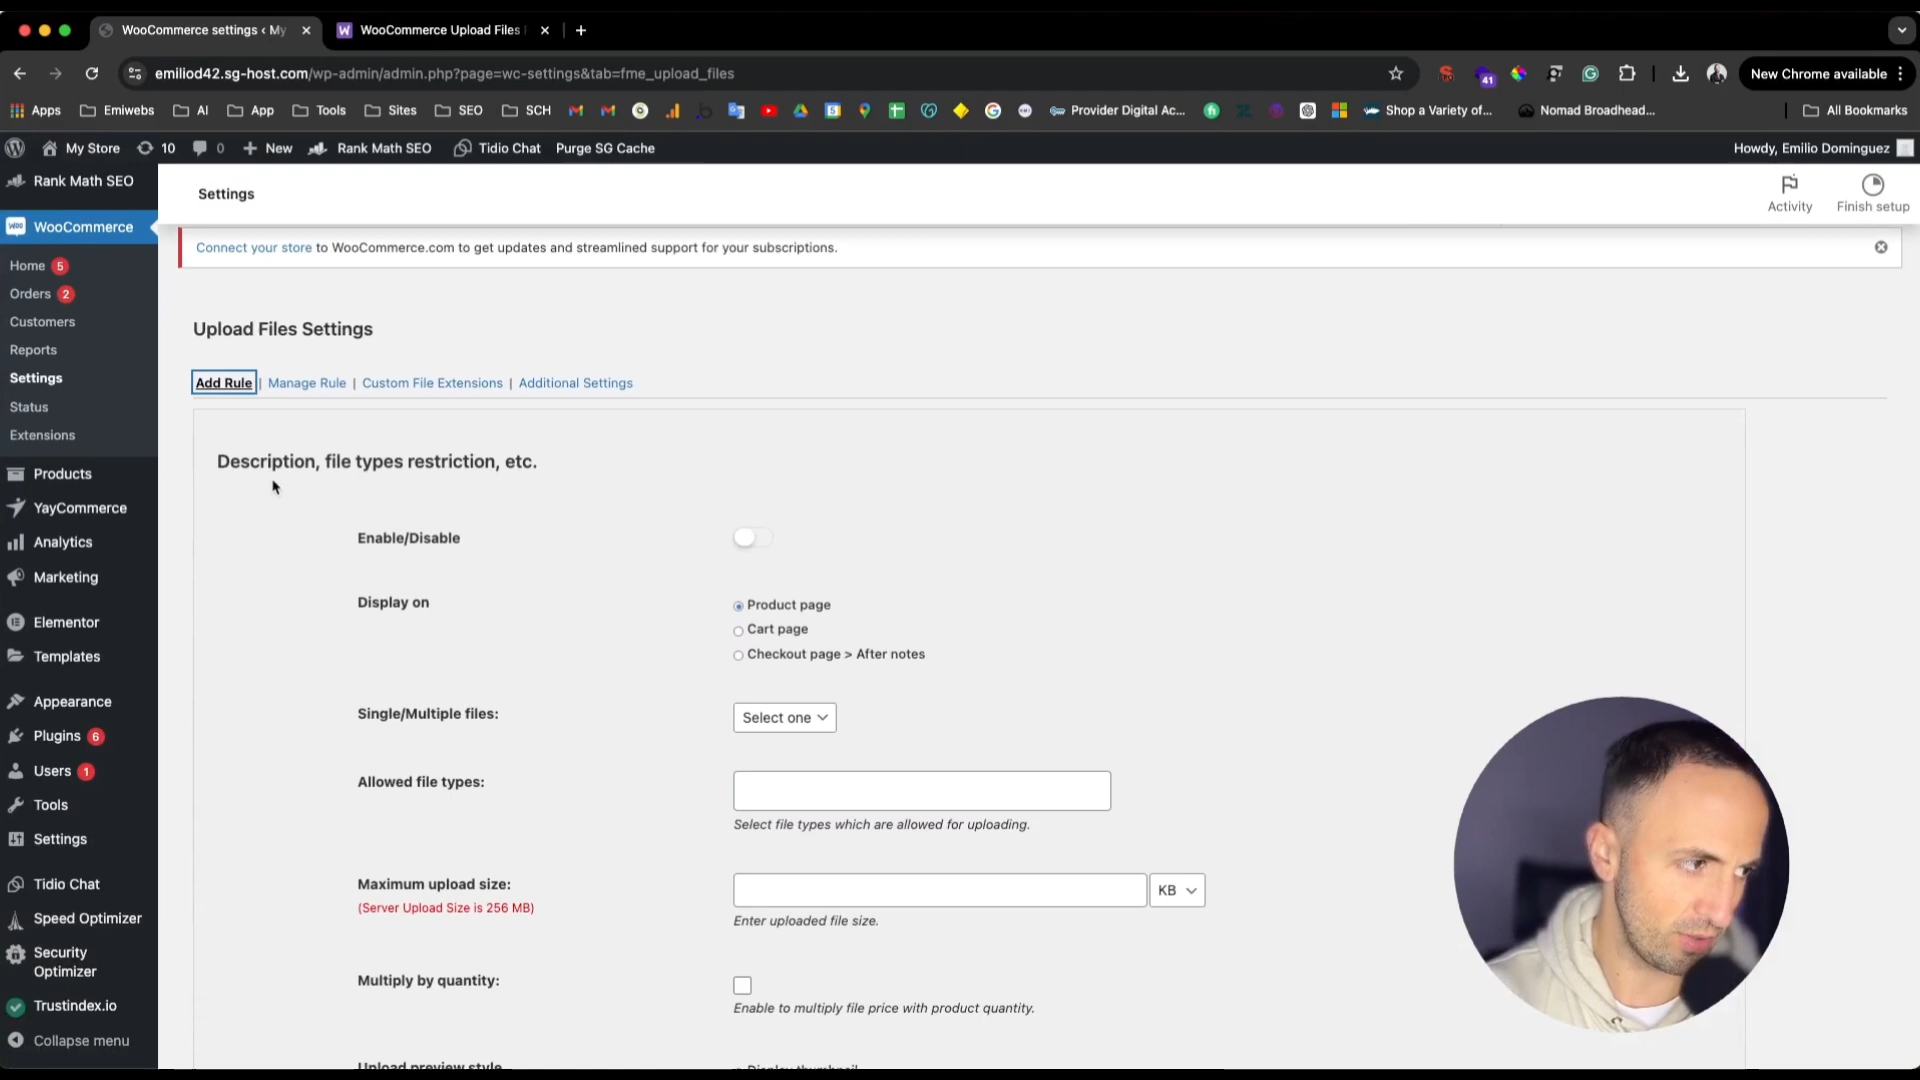 WooCommerce settings ‹ My
WooCommerce Upload Files
emiliod42.sg-host.com/wp-admin/admin.php?page=wc-settings&tab=fme_upload_files
41
New Chrome available
Apps
Emiwebs
AI
App
Tools
Sites
SEO
SCH
Provider Digital Ac...
Shop a Variety of...
Nomad Broadhead...
All Bookmarks
My Store
10
0
New
Rank Math SEO
Tidio Chat
Purge SG Cache
Howdy, Emilio Dominguez
Rank Math SEO
WooCommerce
Home 5
Orders 2
Customers
Reports
Settings
Status
Extensions
Products
YayCommerce
Analytics
Marketing
Elementor
Templates
Appearance
Plugins 6
Users 1
Tools
Settings
Tidio Chat
Speed Optimizer
Security
Optimizer
Trustindex.io
Collapse menu
Settings
Activity
Finish setup
Connect your store to WooCommerce.com to get updates and streamlined support for your subscriptions.
Upload Files Settings
Add Rule | Manage Rule | Custom File Extensions | Additional Settings
Description, file types restriction, etc.
Enable/Disable
Display on
Product page
Cart page
Checkout page > After notes
Single/Multiple files:
Select one
Allowed file types:
Select file types which are allowed for uploading.
Maximum upload size:
(Server Upload Size is 256 MB)
KB
Enter uploaded file size.
Multiply by quantity:
Enable to multiply file price with product quantity.
Upload preview style
Display thumbnail